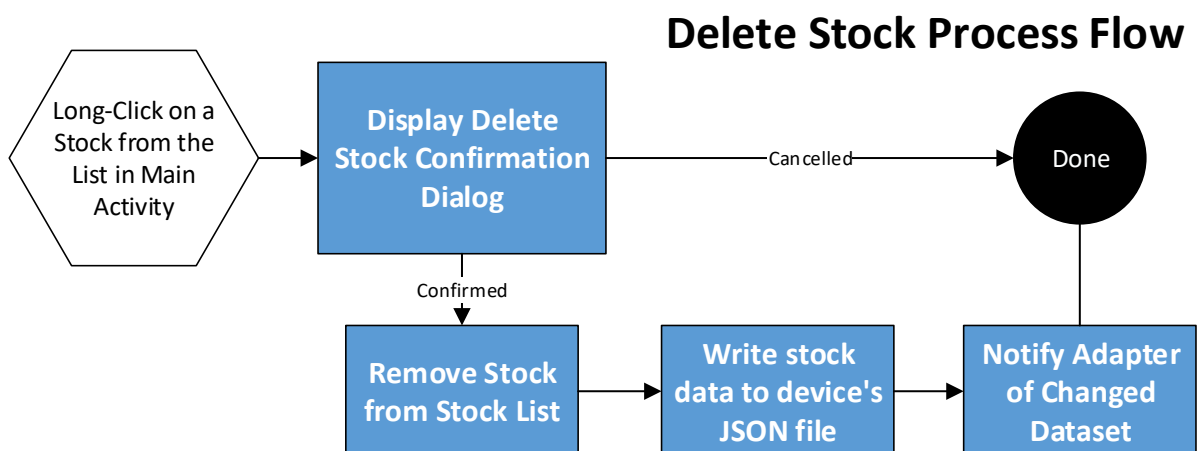 Delete Stock Process Flow
Long-Click on a
Stock from the
List in Main
Activity
Display Delete
Stock Confirmation
Dialog
Cancelled
Done
Confirmed
Remove Stock
from Stock List
Write stock
data to device's
JSON file
Notify Adapter
of Changed
Dataset